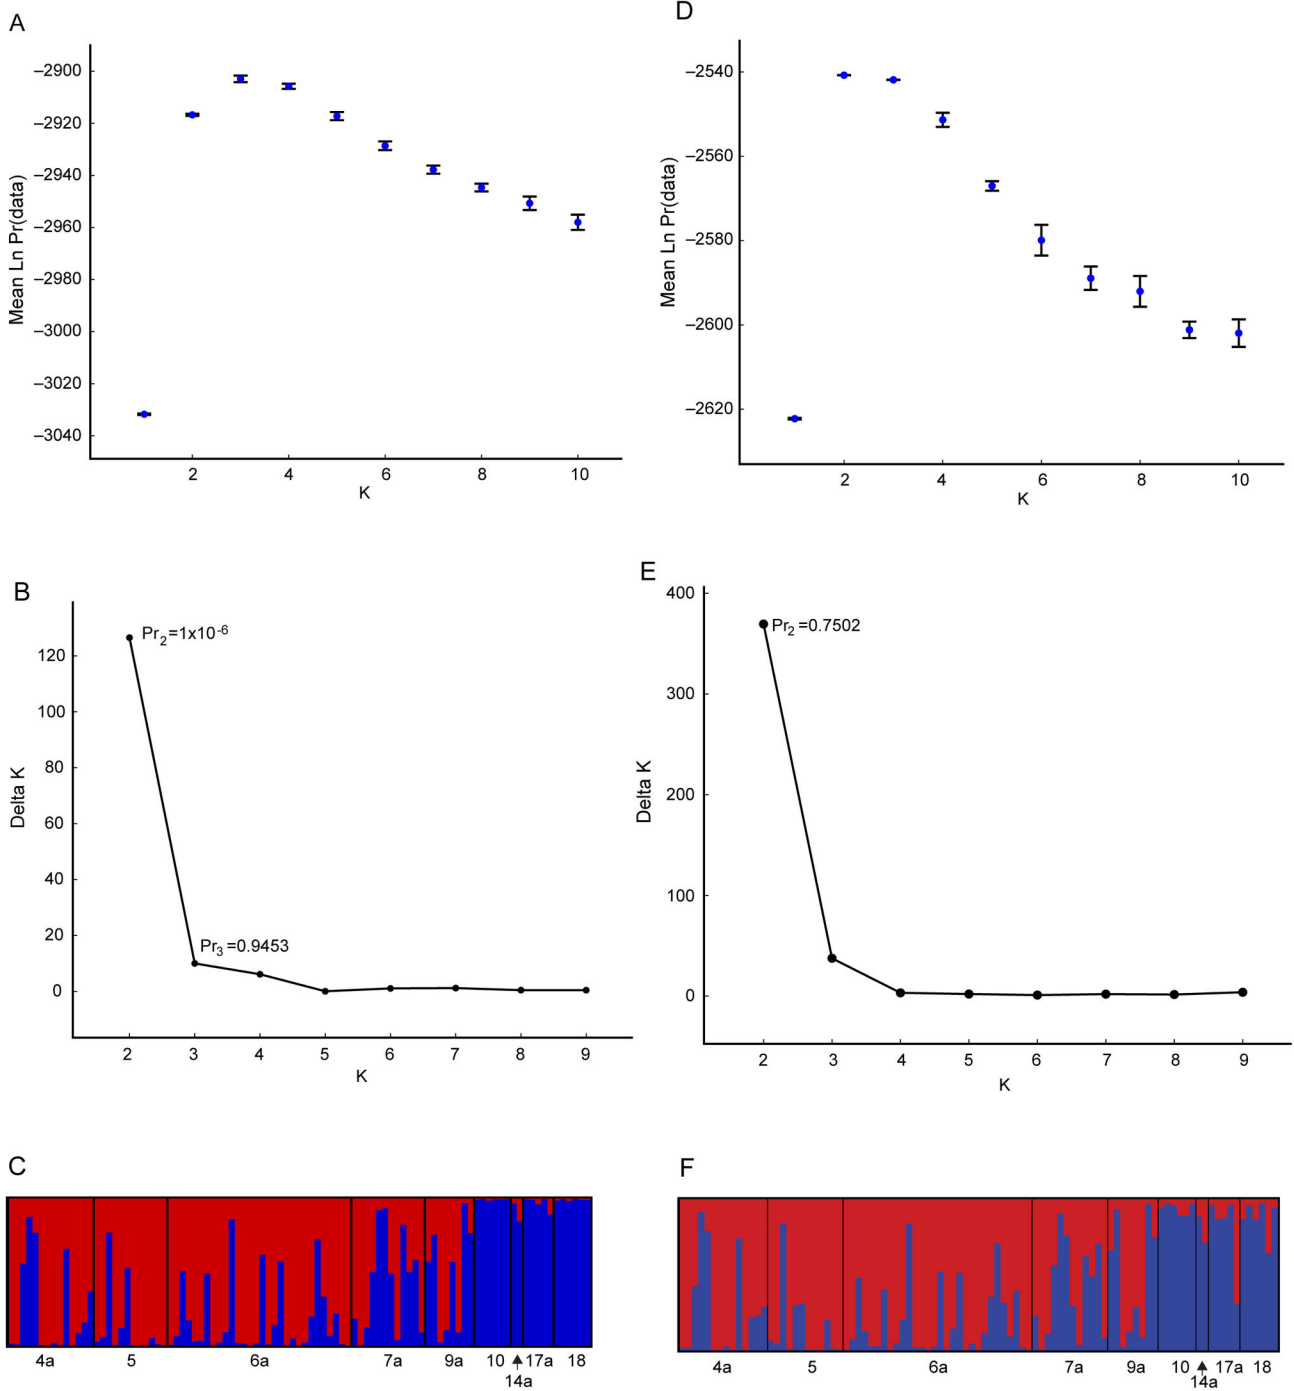 A
Mean Ln Pr(data)
–2900
–2920
–2940
–2960
–2980
–3000
–3020
–3040
2 4 6 8 10
K
D
Mean Ln Pr(data)
–2540
–2560
–2580
–2600
–2620
2 4 6 8 10
K
B
Delta K
120
100
80
60
40
20
0
Pr2=1x10-6
Pr3=0.9453
2 3 4 5 6 7 8 9
K
E
Delta K
400
300
200
100
0
Pr2=0.7502
2 3 4 5 6 7 8 9
K
C
4a 5 6a 7a 9a 10 17a 18
14a
F
4a 5 6a 7a 9a 10 17a 18
14a